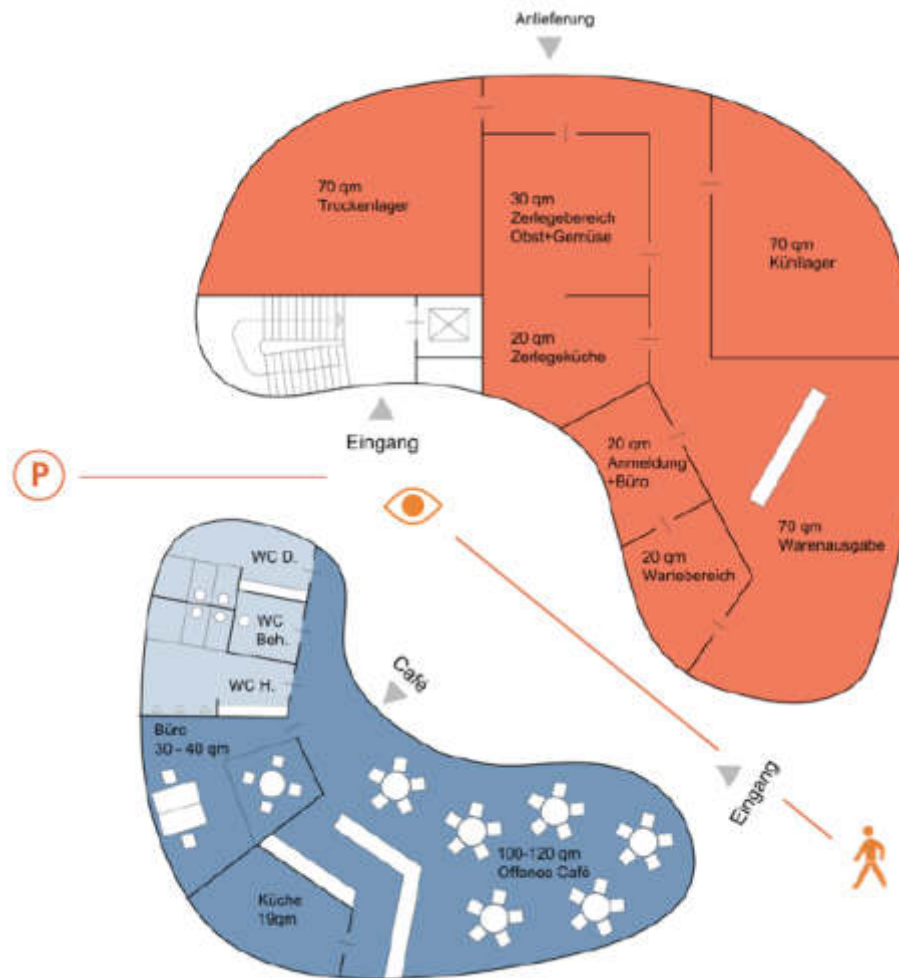 Anlieferung
70 qm
Trockenlager
30 qm
Zerlegebereich
Obst+Gemüse
70 qm
Kühllager
20 qm
Zerlegeküche
Eingang
20 qm
Anmeldung
+Büro
P
70 qm
Warenausgabe
20 qm
Wartebereich
WC D.
WC
Beh.
WC H.
Café
Büro
30 - 40 qm
Eingang
100-120 qm
Offenes Café
Küche
19qm